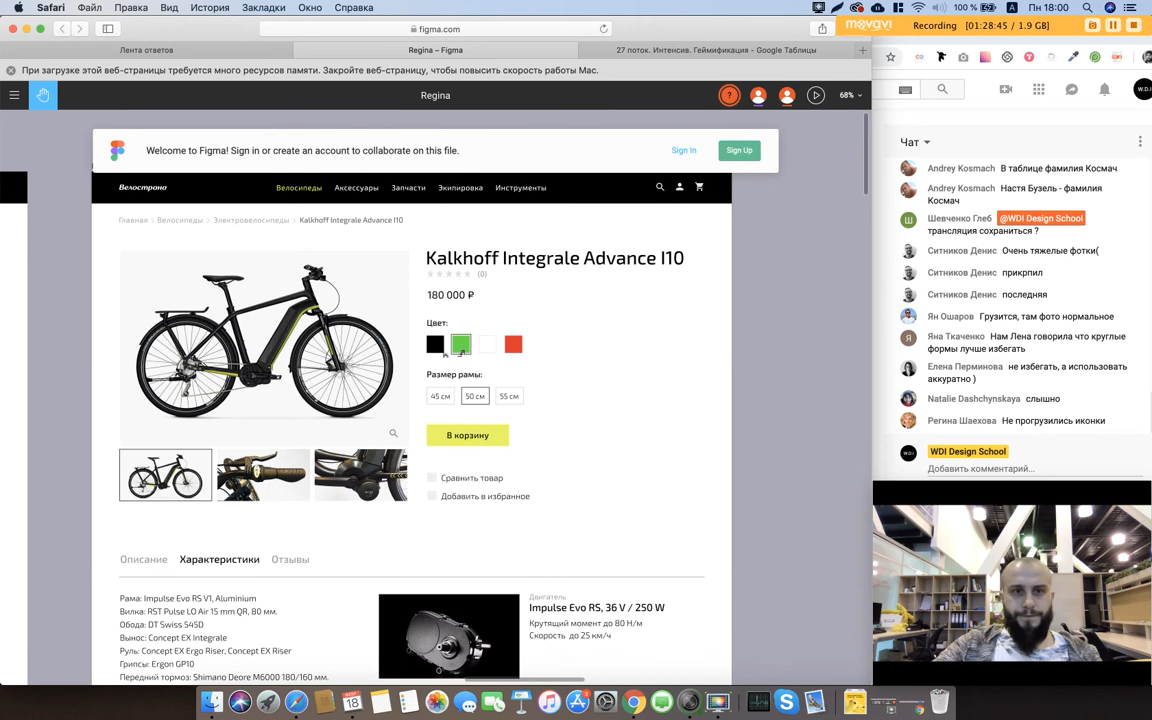 Safari Файл Правка Вид История Закладки Окно Справка
100 % Пн 18:00
movavi Recording [01:28:45 / 1.9 GB]
figma.com
Лента ответов Regina – Figma 27 поток. Интенсив. Геймификация - Google Таблицы
При загрузке этой веб-страницы требуется много ресурсов памяти. Закройте веб-страницу, чтобы повысить скорость работы Mac.
Regina ? 68%
Welcome to Figma! Sign in or create an account to collaborate on this file. Sign In Sign Up
Велострана Велосипеды Аксессуары Запчасти Экипировка Инструменты
Главная Велосипеды Электровелосипеды Kalkhoff Integrale Advance I10
Kalkhoff Integrale Advance I10
(0)
180 000 ₽
Цвет:
Размер рамы:
45 см 50 см 55 см
В корзину
Сравнить товар
Добавить в избранное
Описание Характеристики Отзывы
Рама: Impulse Evo RS V1, Aluminium
Вилка: RST Pulse LO Air 15 mm QR, 80 мм.
Обода: DT Swiss 545D
Вынос: Concept EX Integrale
Руль: Concept EX Ergo Riser, Concept EX Riser
Грипсы: Ergon GP10
Передний тормоз: Shimano Deore M6000 180/160 мм.
Двигатель
Impulse Evo RS, 36 V / 250 W
Крутящий момент до 80 Н/м
Скорость до 25 км/ч
W.D.I
Чат
Andrey Kosmach В таблице фамилия
Космач
Andrey Kosmach Настя Бузель - фамилия
Космач
Ш Шевченко Глеб @WDI Design School
трансляция сохраниться ?
Ситников Денис Очень тяжелые фотки(
Ситников Денис прикрпил
Ситников Денис последняя
Ян Ошаров Грузится, там фото нормальное
Я Яна Ткаченко Нам Лена говорила что круглые
формы лучше избегать
Елена Перминова не избегать, а использовать
аккуратно )
Natalie Dashchynskaya слышно
Регина Шаехова Не прогрузились иконки
WDI Design School
Добавить комментарий...
18